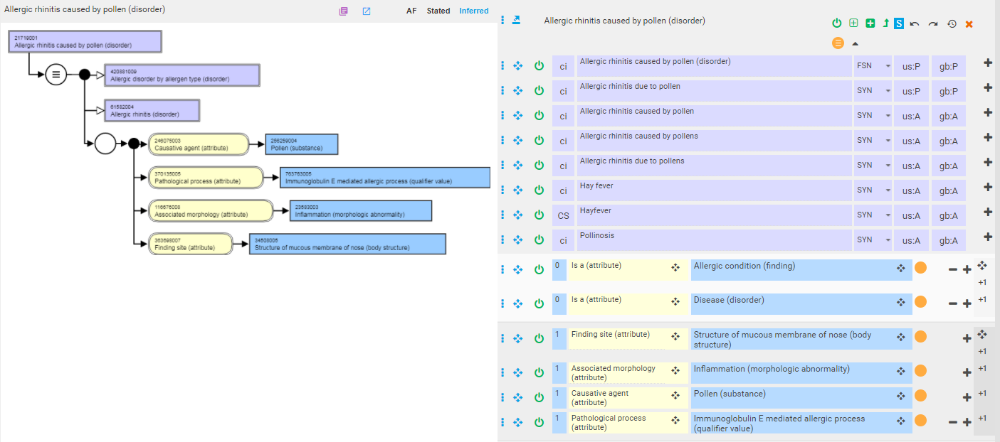 Allergic rhinitis caused by pollen (disorder)
AF Stated Inferred
21719001
Allergic rhinitis caused by pollen (disorder)
420881009
Allergic disorder by allergen type (disorder)
61582004
Allergic rhinitis (disorder)
246075003
Causative agent (attribute)
256259004
Pollen (substance)
370135005
Pathological process (attribute)
763763005
Immunoglobulin E mediated allergic process (qualifier value)
116676008
Associated morphology (attribute)
23583003
Inflammation (morphologic abnormality)
363698007
Finding site (attribute)
34503005
Structure of mucous membrane of nose (body structure)
Allergic rhinitis caused by pollen (disorder)
S
ci Allergic rhinitis caused by pollen (disorder) FSN us:P gb:P
ci Allergic rhinitis due to pollen SYN us:P gb:P
ci Allergic rhinitis caused by pollen SYN us:A gb:A
ci Allergic rhinitis caused by pollens SYN us:A gb:A
ci Allergic rhinitis due to pollens SYN us:A gb:A
ci Hay fever SYN us:A gb:A
CS Hayfever SYN us:A gb:A
ci Pollinosis SYN us:A gb:A
0 Is a (attribute) Allergic condition (finding)
+1
0 Is a (attribute) Disease (disorder) +1
1 Finding site (attribute) Structure of mucous membrane of nose (body
structure)
+1
1 Associated morphology Inflammation (morphologic abnormality) +1
(attribute)
1 Causative agent Pollen (substance) +1
(attribute)
1 Pathological process Immunoglobulin E mediated allergic process +1
(attribute) (qualifier value)